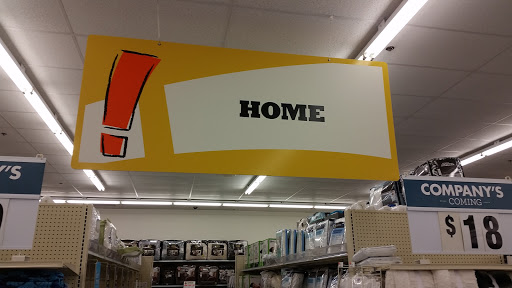 !
HOME
Y'S
COMPANY'S
COMING
$18